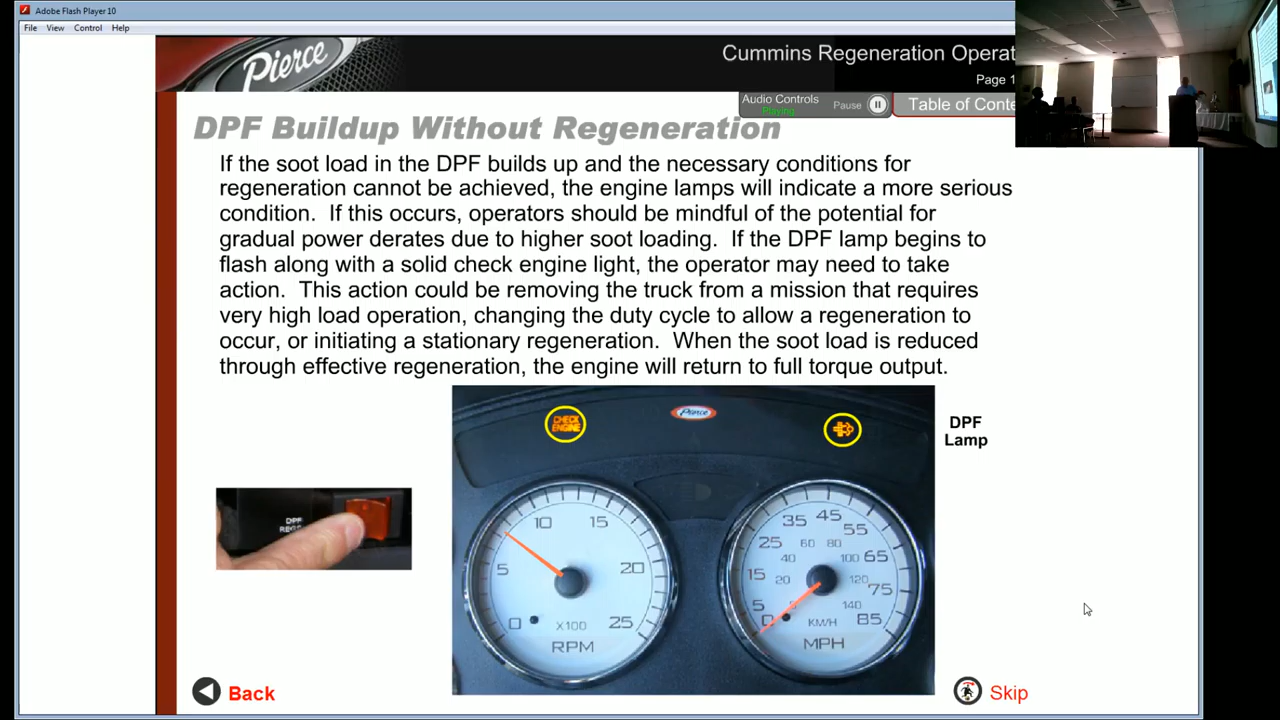 Adobe Flash Player 10
File View Control Help
Pierce
Cummins Regeneration Operat
Page 1
Audio Controls
Playing
Pause
Table of Conte
DPF Buildup Without Regeneration
If the soot load in the DPF builds up and the necessary conditions for
regeneration cannot be achieved, the engine lamps will indicate a more serious
condition. If this occurs, operators should be mindful of the potential for
gradual power derates due to higher soot loading. If the DPF lamp begins to
flash along with a solid check engine light, the operator may need to take
action. This action could be removing the truck from a mission that requires
very high load operation, changing the duty cycle to allow a regeneration to
occur, or initiating a stationary regeneration. When the soot load is reduced
through effective regeneration, the engine will return to full torque output.
CHECK
ENGINE
Pierce
DPF
Lamp
DPF
0 5 10 15 20 25
X100
RPM
0 5 15 25 35 45 55 65 75 85
20 40 60 80 100 120 140
KM/H
MPH
Back
Skip